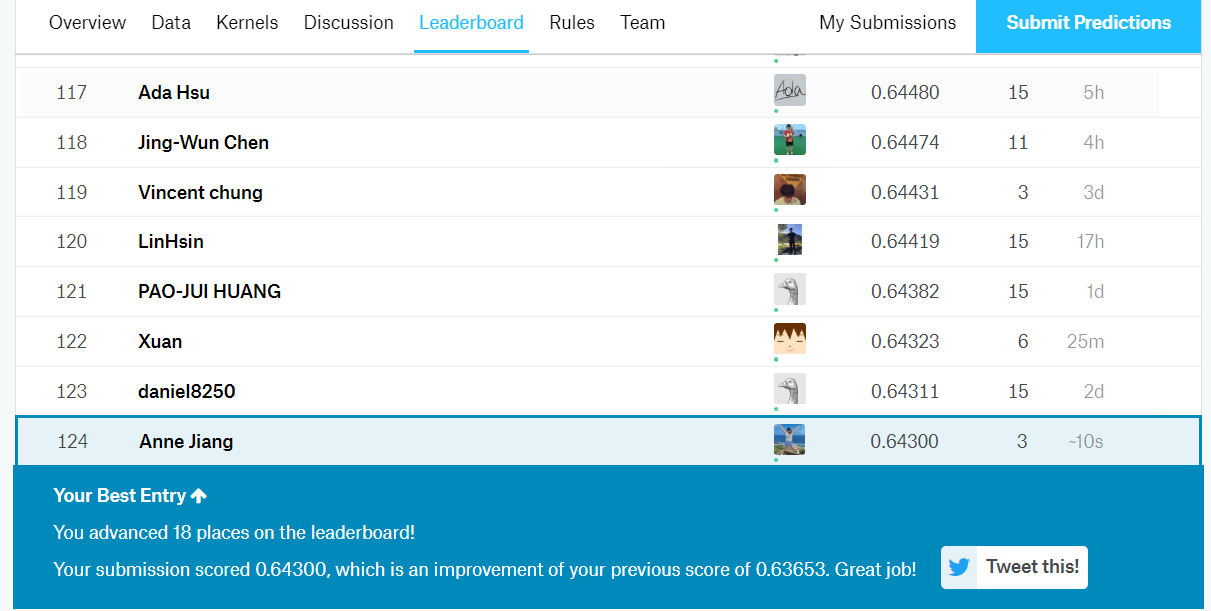 Overview Data Kernels Discussion Leaderboard Rules Team My Submissions Submit Predictions
117 Ada Hsu Ada 0.64480 15 5h
118 Jing-Wun Chen 0.64474 11 4h
119 Vincent chung 0.64431 3 3d
120 LinHsin 0.64419 15 17h
121 PAO-JUI HUANG 0.64382 15 1d
122 Xuan 0.64323 6 25m
123 daniel8250 0.64311 15 2d
124 Anne Jiang 0.64300 3 ~10s
Your Best Entry
You advanced 18 places on the leaderboard!
Your submission scored 0.64300, which is an improvement of your previous score of 0.63653. Great job! Tweet this!